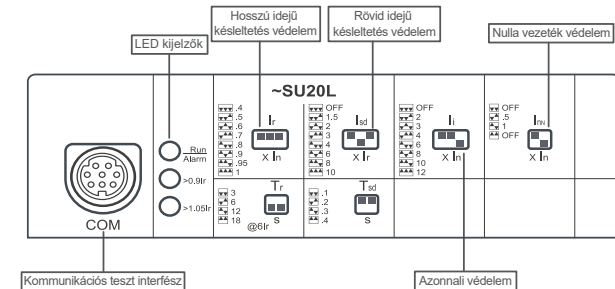 Hosszú idejű
késleltetés védelem
Rövid idejű
késleltetés védelem
LED kijelzők
Nulla vezeték védelem
~SU20L
Run
Alarm
>0.9Ir
>1.05Ir
COM
.4
.5
.6
.7
.8
.9
.95
1
Ir
X In
OFF
1.5
2
3
4
6
8
10
Isd
X Ir
OFF
2
3
4
6
8
10
12
Ii
X In
OFF
.5
1
OFF
InN
X In
3
6
12
18
Tr
S
@6Ir
.1
.2
.3
.4
Tsd
S
Kommunikációs teszt interfész
Azonnali védelem